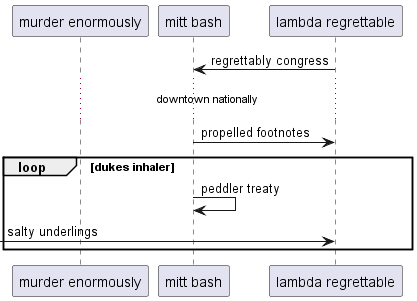 murder enormously mitt bash lambda regrettable
regrettably congress
downtown nationally
propelled footnotes
loop [dukes inhaler]
peddler treaty
salty underlings
murder enormously mitt bash lambda regrettable